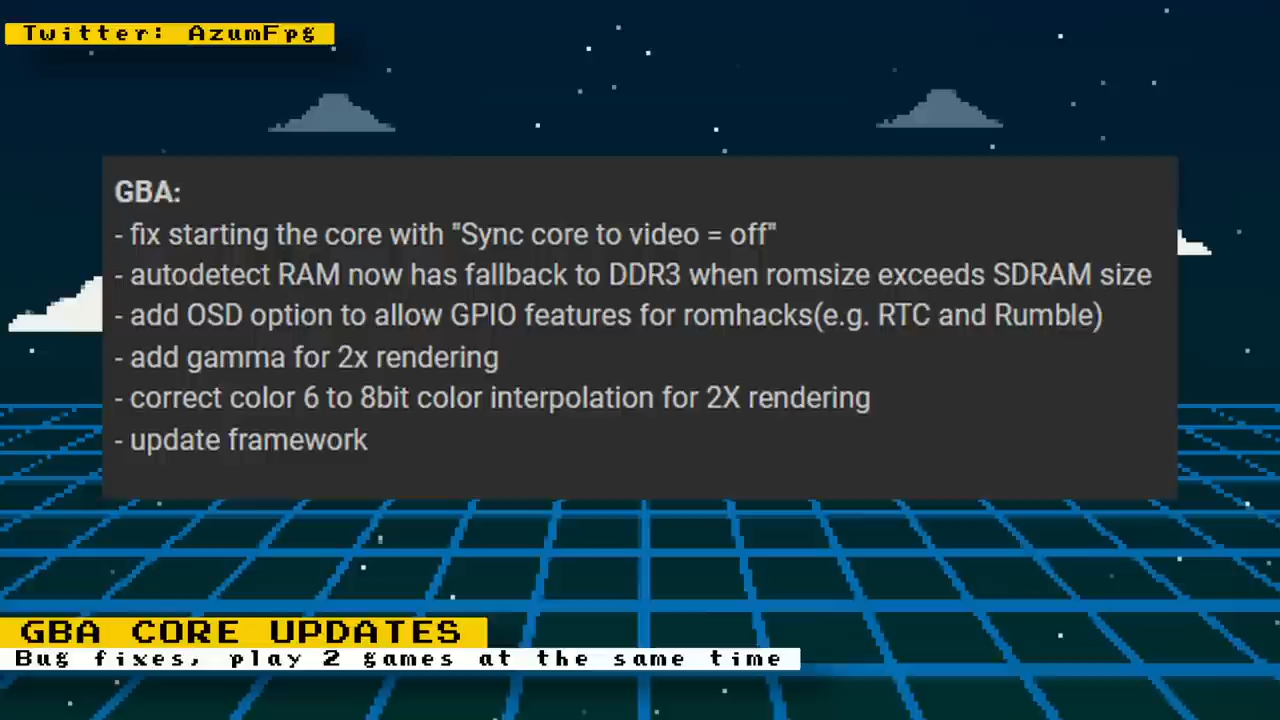 Twitter: AzumFpg
GBA:
- fix starting the core with "Sync core to video = off"
- autodetect RAM now has fallback to DDR3 when romsize exceeds SDRAM size
- add OSD option to allow GPIO features for romhacks(e.g. RTC and Rumble)
- add gamma for 2x rendering
- correct color 6 to 8bit color interpolation for 2X rendering
- update framework
GBA CORE UPDATES
Bug fixes, play 2 games at the same time